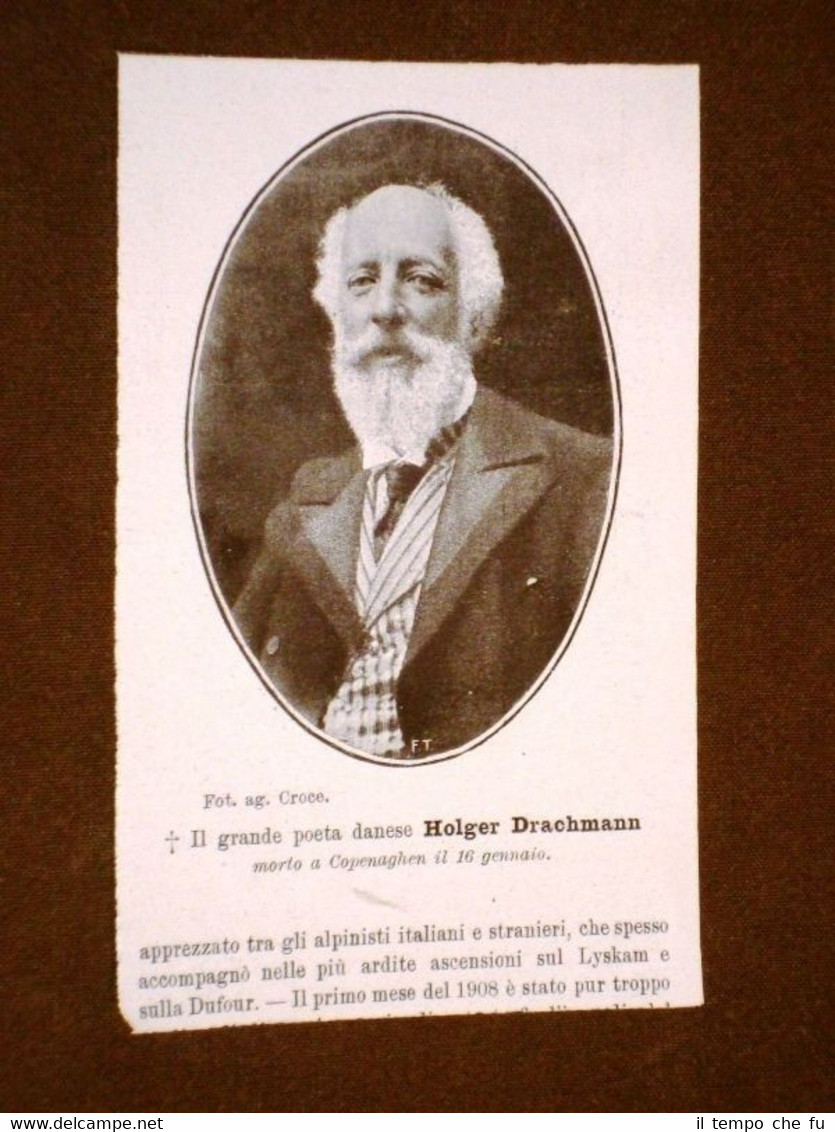 F.T.
Fot. ag. Croce.
† Il grande poeta danese Holger Drachmann
morto a Copenaghen il 16 gennaio.
apprezzato tra gli alpinisti italiani e stranieri, che spesso
accompagnò nelle più ardite ascensioni sul Lyskam e
sulla Dufour. — Il primo mese del 1908 è stato pur troppo
www.delcampe.net
il tempo che fu